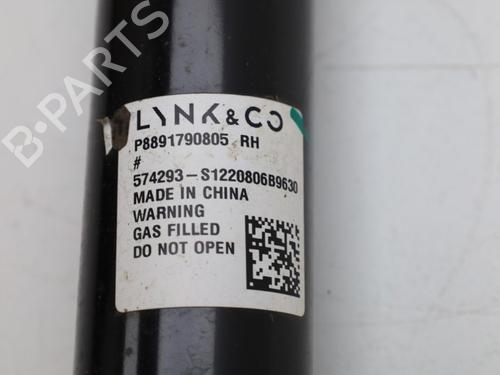 LYNK&CO
P8891790805 RH
#
574293-S1220806B9630
MADE IN CHINA
WARNING
GAS FILLED
DO NOT OPEN
B-PARTS